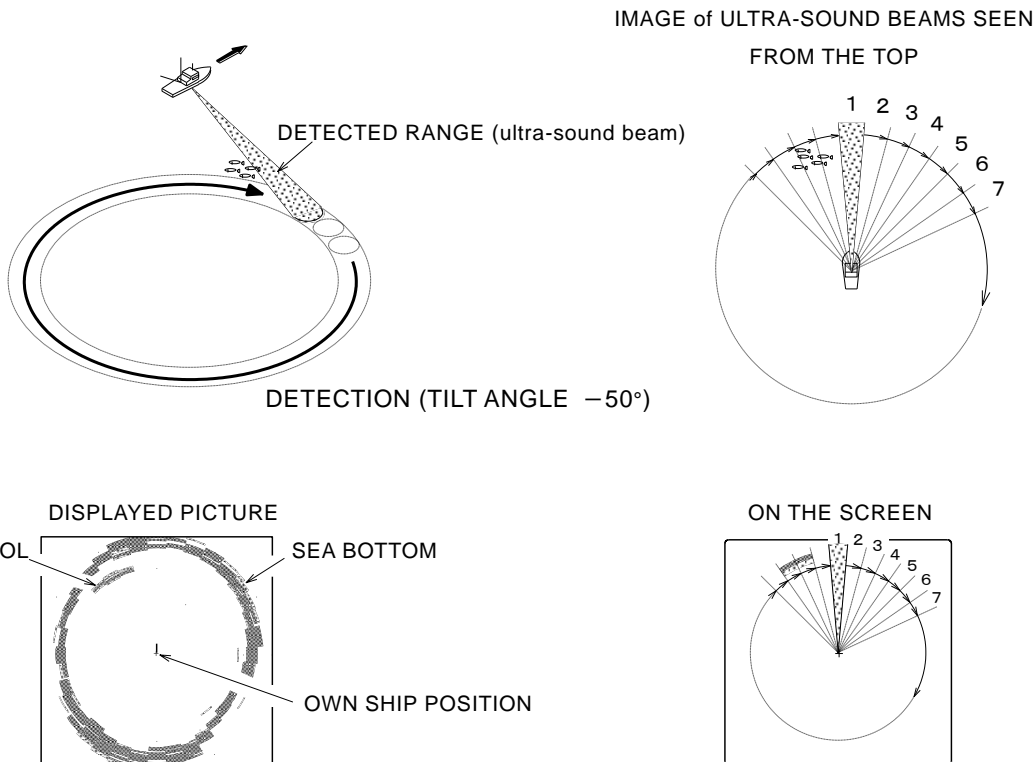 IMAGE of ULTRA-SOUND BEAMS SEEN
FROM THE TOP
DETECTED RANGE (ultra-sound beam)
1 2 3 4 5 6 7
DETECTION (TILT ANGLE －50°)
DISPLAYED PICTURE
OL
SEA BOTTOM
OWN SHIP POSITION
ON THE SCREEN
1 2 3 4 5 6 7